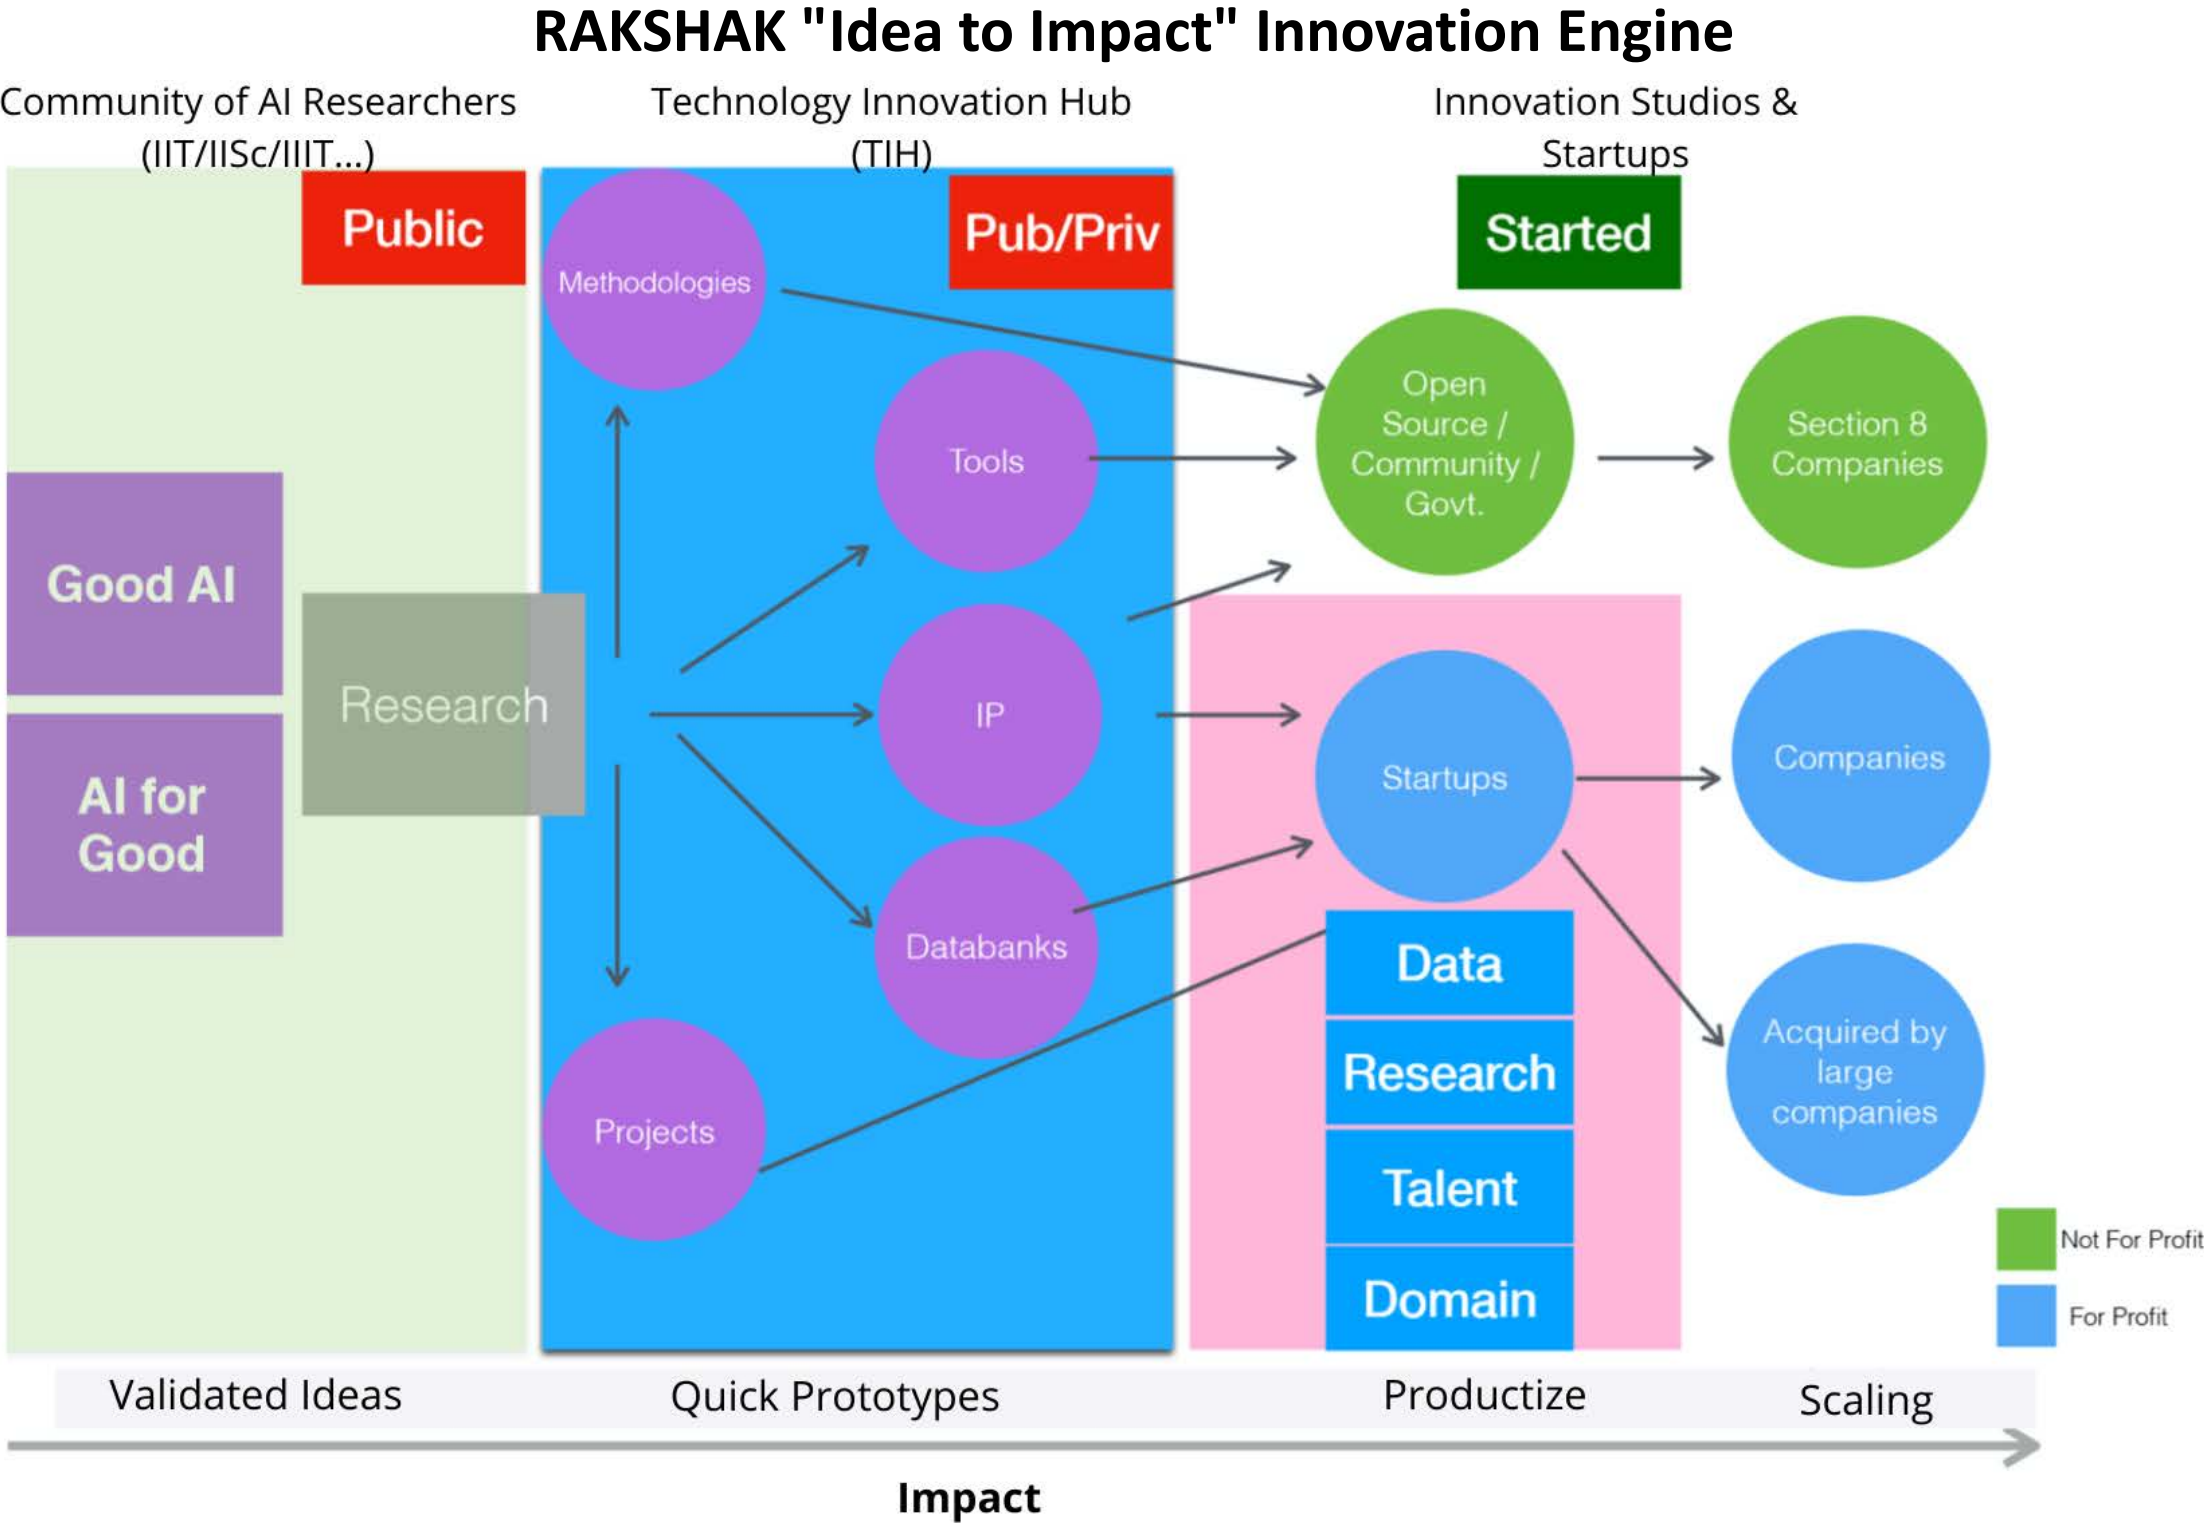 RAKSHAK "Idea to Impact" Innovation Engine
Community of AI Researchers
(IIT/IISc/IIIT...)
Technology Innovation Hub
(TIH)
Innovation Studios &
Startups
Public
Pub/Priv
Started
Methodologies
Tools
Open
Source /
Community /
Govt.
Section 8
Companies
Good AI
Research
IP
Startups
Companies
AI for
Good
Databanks
Projects
Data
Research
Talent
Domain
Acquired by
large
companies
Not For Profit
For Profit
Validated Ideas
Quick Prototypes
Productize
Scaling
Impact